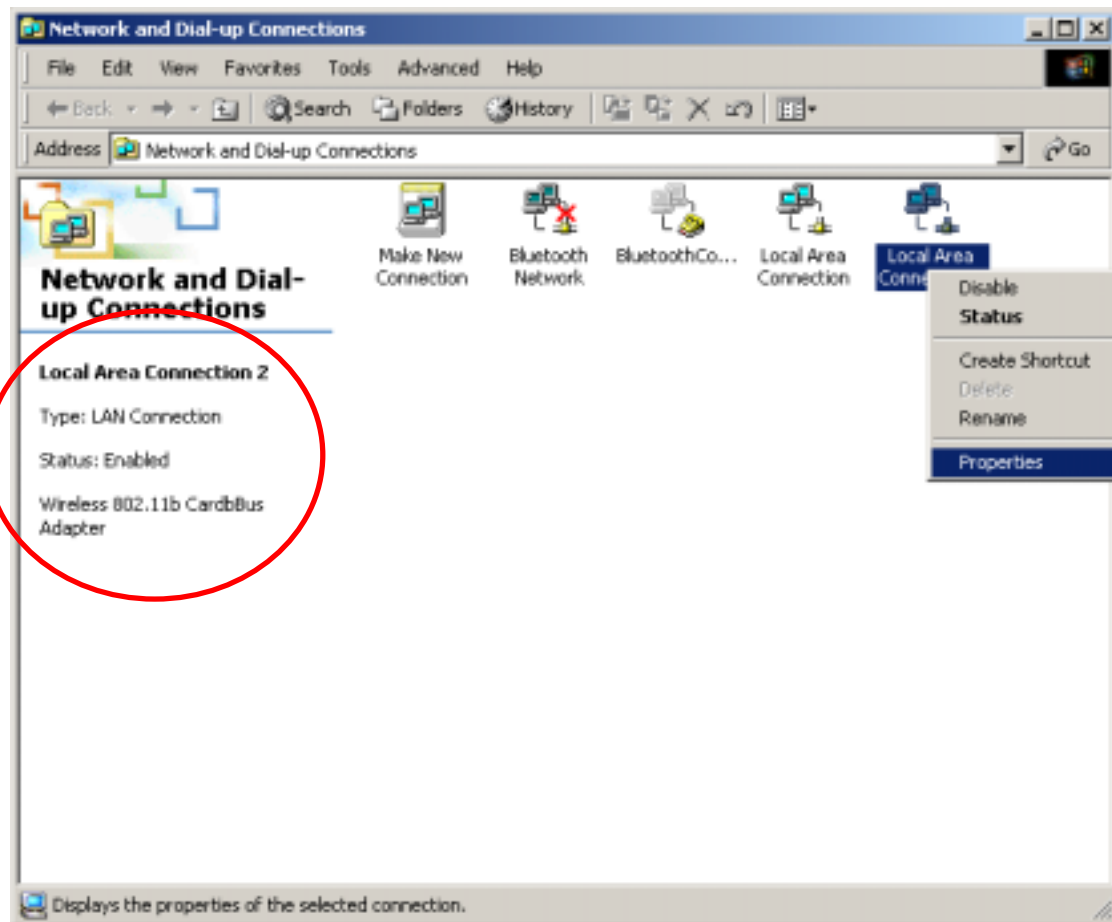 Network and Dial-up Connections
File Edit View Favorites Tools Advanced Help
Back Search Folders History
Address Network and Dial-up Connections Go
Make New Connection
Bluetooth Network
BluetoothCo...
Local Area Connection
Local Area
Conne
Network and Dial-
up Connections
Local Area Connection 2
Type: LAN Connection
Status: Enabled
Wireless 802.11b CardbBus
Adapter
Disable
Status
Create Shortcut
Delete
Rename
Properties
Displays the properties of the selected connection.